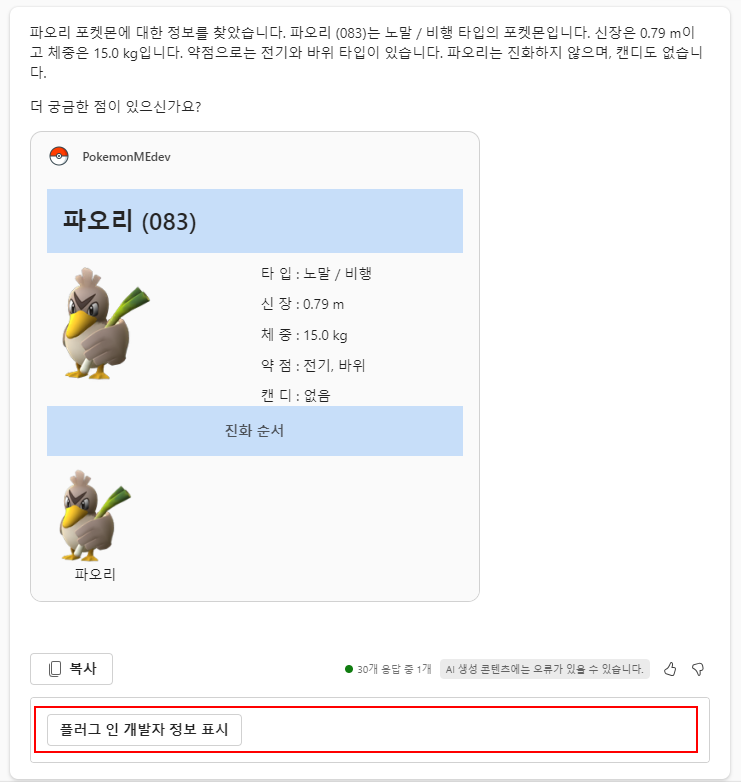 파오리 포켓몬에 대한 정보를 찾았습니다. 파오리 (083)는 노말 / 비행 타입의 포켓몬입니다. 신장은 0.79 m이
고 체중은 15.0 kg입니다. 약점으로는 전기와 바위 타입이 있습니다. 파오리는 진화하지 않으며, 캔디도 없습니
다.
더 궁금한 점이 있으신가요?
PokemonMEdev
파오리 (083)
타 입 : 노말 / 비행
신 장 : 0.79 m
체 중 : 15.0 kg
약 점 : 전기, 바위
캔 디 : 없음
진화 순서
파오리
복사
30개 응답 중 1개
AI 생성 콘텐츠에는 오류가 있을 수 있습니다.
플러그 인 개발자 정보 표시